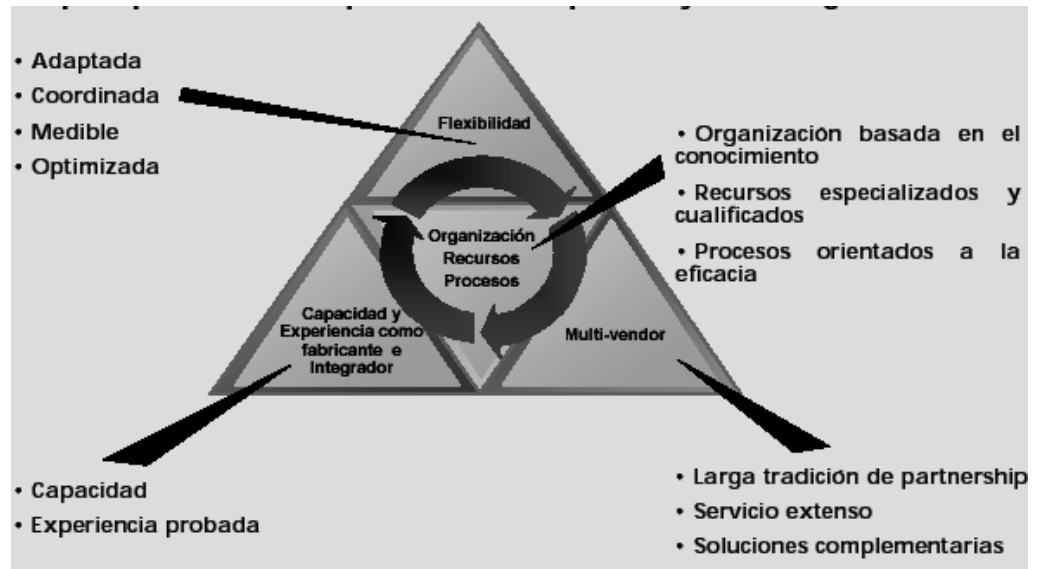 • Adaptada
• Coordinada
• Medible
• Optimizada
Flexibilidad
• Organización basada en el
conocimiento
• Recursos especializados y
cualificados
• Procesos orientados a la
eficacia
Organización
Recursos
Procesos
Capacidad y
Experiencia como
fabricante e
Integrador
Multi-vendor
• Capacidad
• Experiencia probada
• Larga tradición de partnership
• Servicio extenso
• Soluciones complementarias